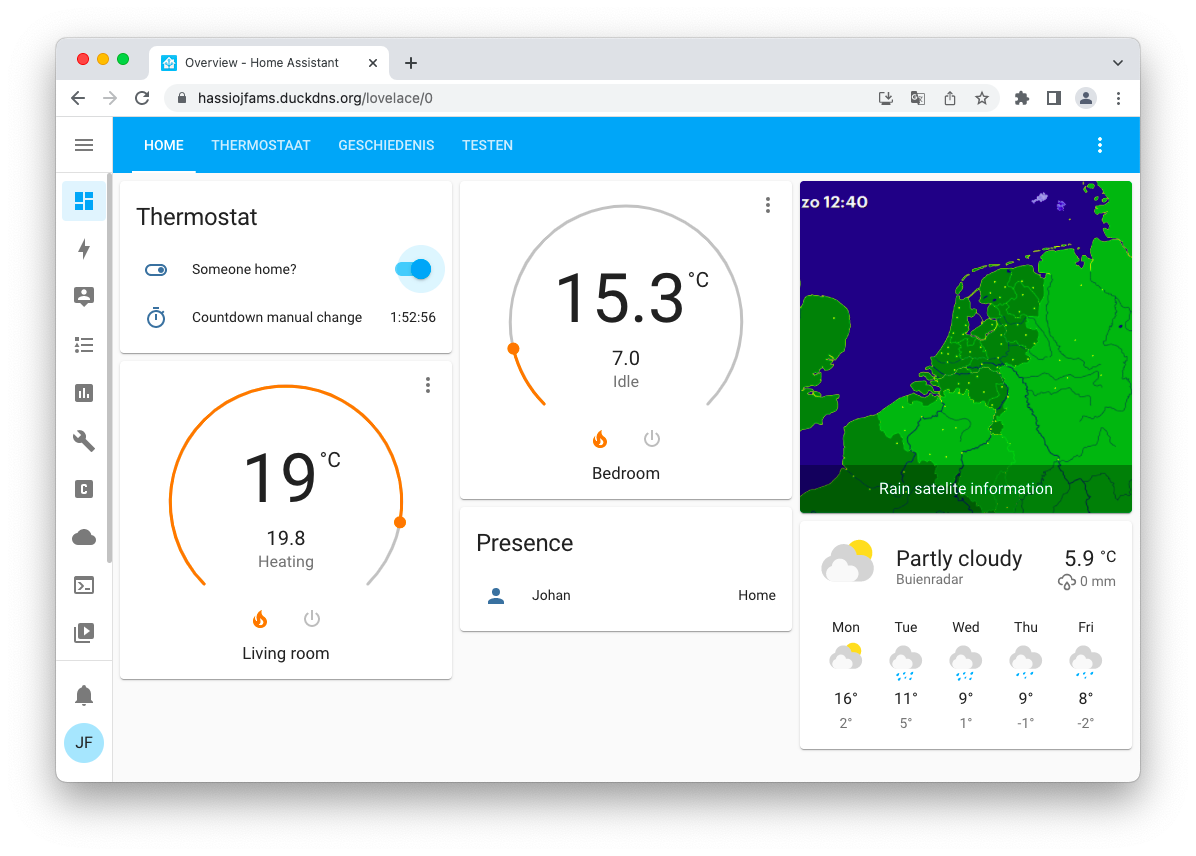 Overview - Home Assistant
hassiojfams.duckdns.org/lovelace/0
HOME THERMOSTAAT GESCHIEDENIS TESTEN
Thermostat
Someone home?
Countdown manual change 1:52:56
19 °C
19.8
Heating
Living room
15.3 °C
7.0
Idle
Bedroom
Presence
Johan Home
zo 12:40
Rain satelite information
Partly cloudy 5.9 °C
Buienradar 0 mm
Mon Tue Wed Thu Fri
16° 11° 9° 9° 8°
2° 5° 1° -1° -2°
C
JF